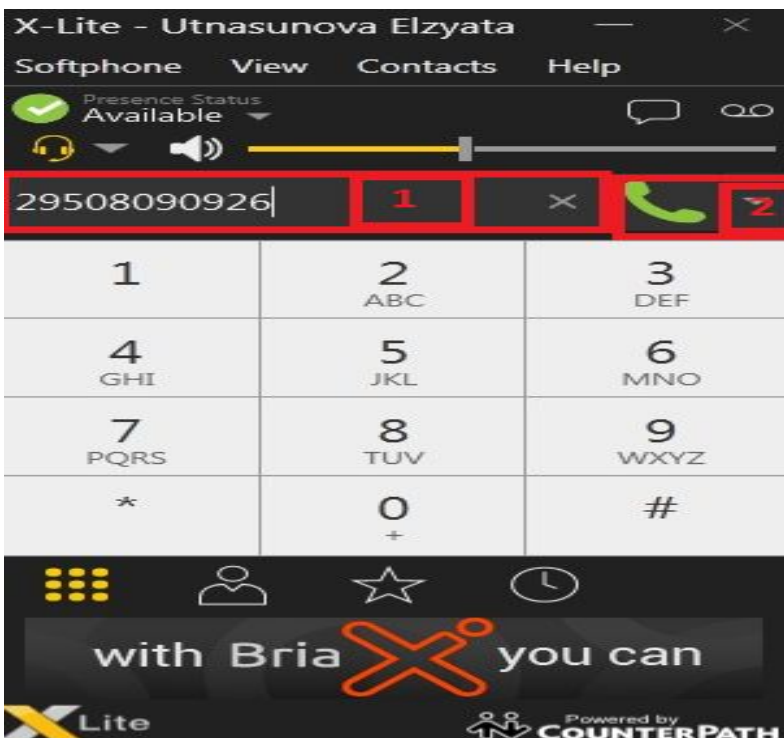 X-Lite - Utnasunova Elzyata
Softphone View Contacts Help
Presence Status
Available
29508090926 1 2
1 2 3
ABC DEF
4 5 6
GHI JKL MNO
7 8 9
PQRS TUV WXYZ
* 0 #
+
with Bria X you can
X Lite
Powered by
COUNTERPATH